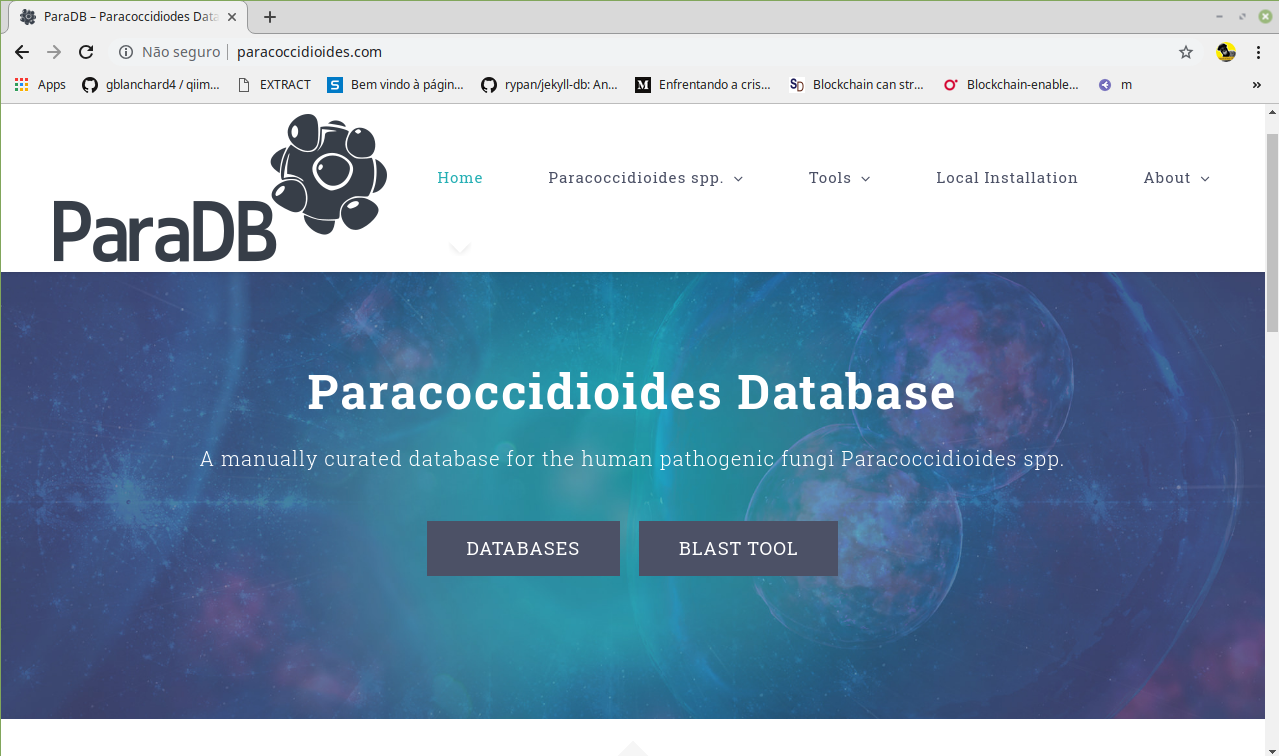 ParaDB – Paracoccidiodes Data
Não seguro
paracoccidioides.com
Apps
gblanchard4 / qiim...
EXTRACT
Bem vindo à págin...
rypan/jekyll-db: An...
Enfrentando a cris...
Blockchain can str...
Blockchain-enable...
m
»
ParaDB
Home
Paracoccidioides spp.
Tools
Local Installation
About
Paracoccidioides Database
A manually curated database for the human pathogenic fungi Paracoccidioides spp.
DATABASES
BLAST TOOL